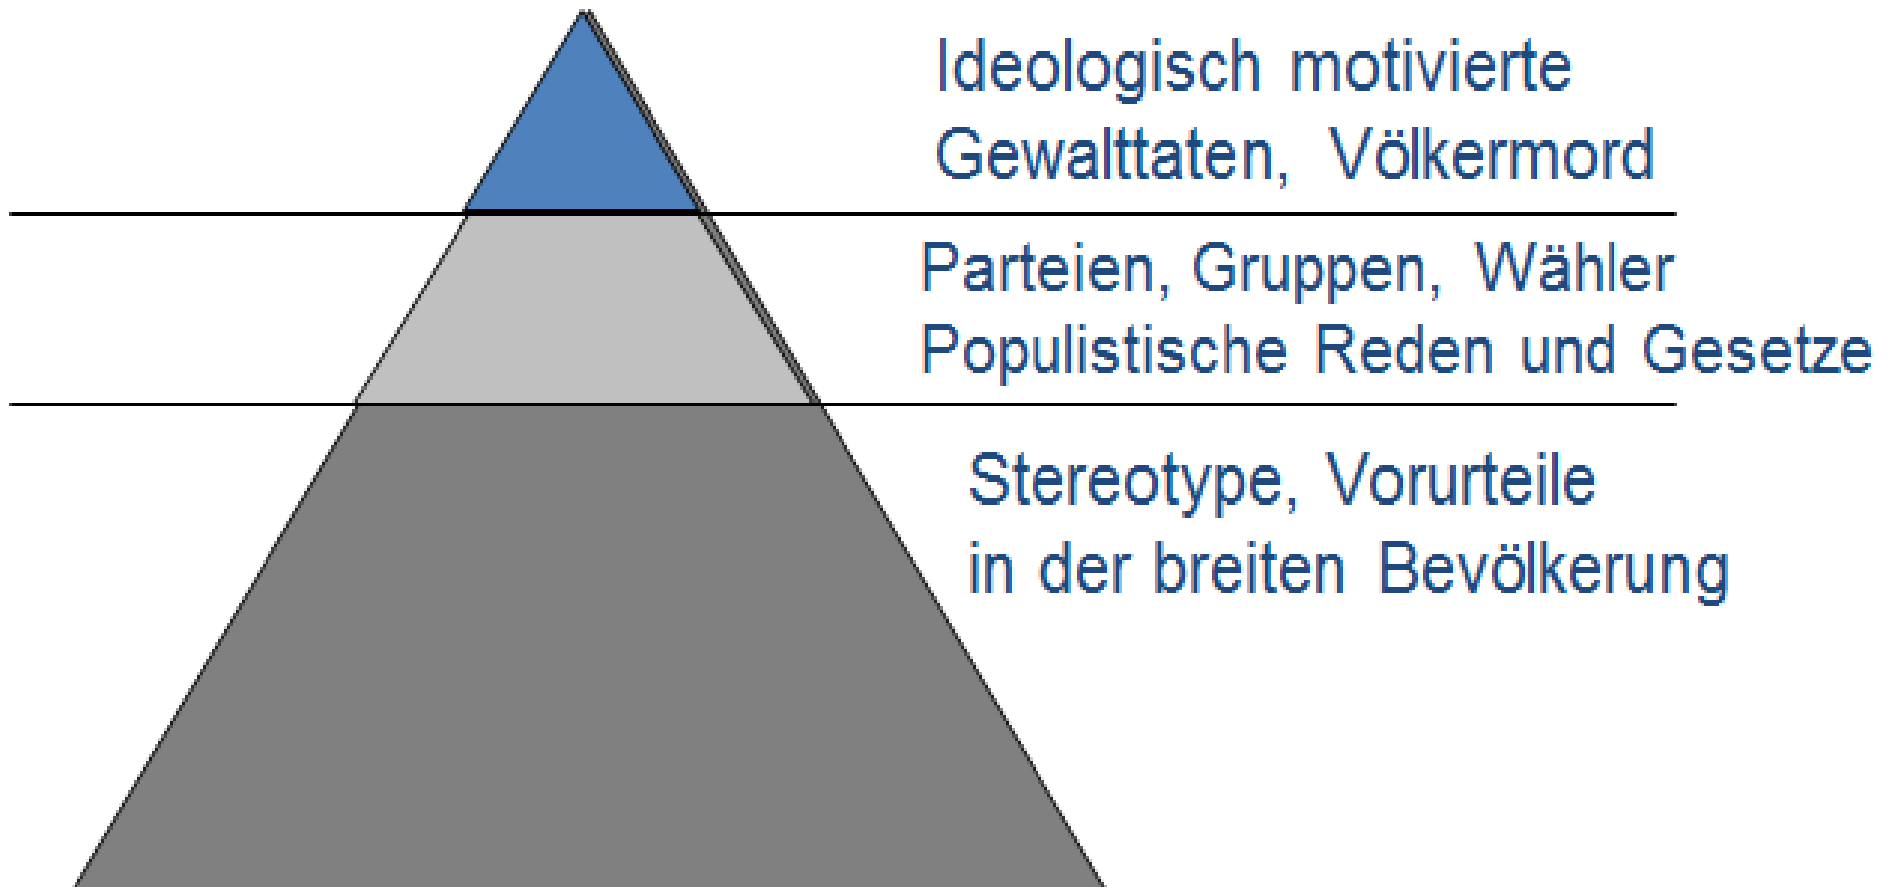 Ideologisch motivierte
Gewalttaten, Völkermord
Parteien, Gruppen, Wähler
Populistische Reden und Gesetze
Stereotype, Vorurteile
in der breiten Bevölkerung